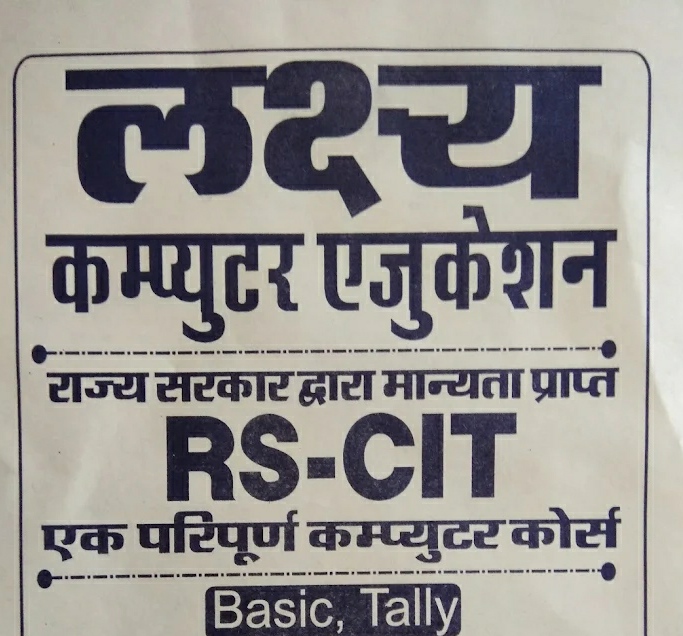 लक्ष्य
कम्प्युटर एजुकेशन
राज्य सरकार द्वारा मान्यता प्राप्त
RS-CIT
एक परिपूर्ण कम्प्युटर कोर्स
Basic, Tally